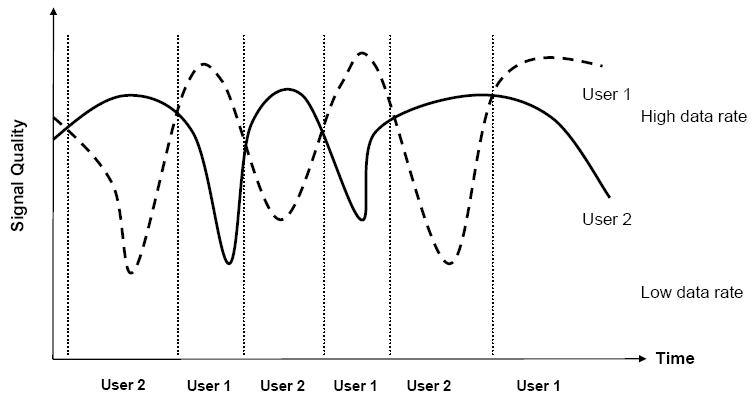 Signal Quality
User 1
High data rate
User 2
Low data rate
Time
User 2 User 1 User 2 User 1 User 2 User 1